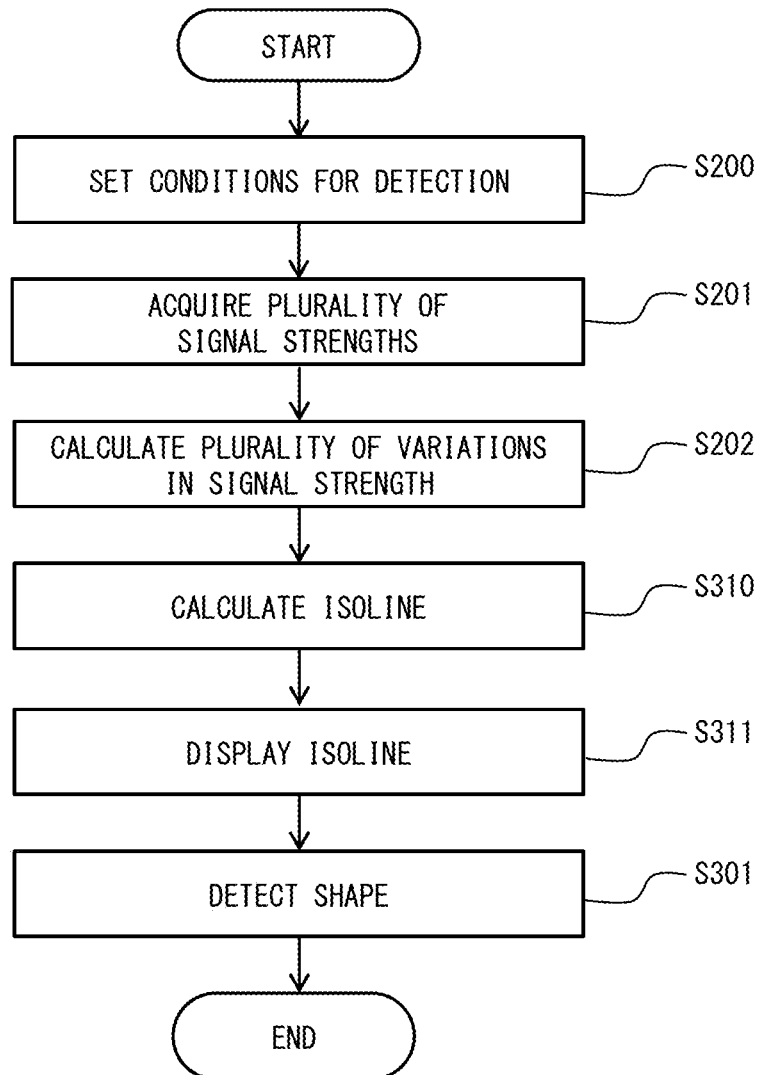 START
SET CONDITIONS FOR DETECTION
S200
ACQUIRE PLURALITY OF
SIGNAL STRENGTHS
S201
CALCULATE PLURALITY OF VARIATIONS
IN SIGNAL STRENGTH
S202
CALCULATE ISOLINE
S310
DISPLAY ISOLINE
S311
DETECT SHAPE
S301
END